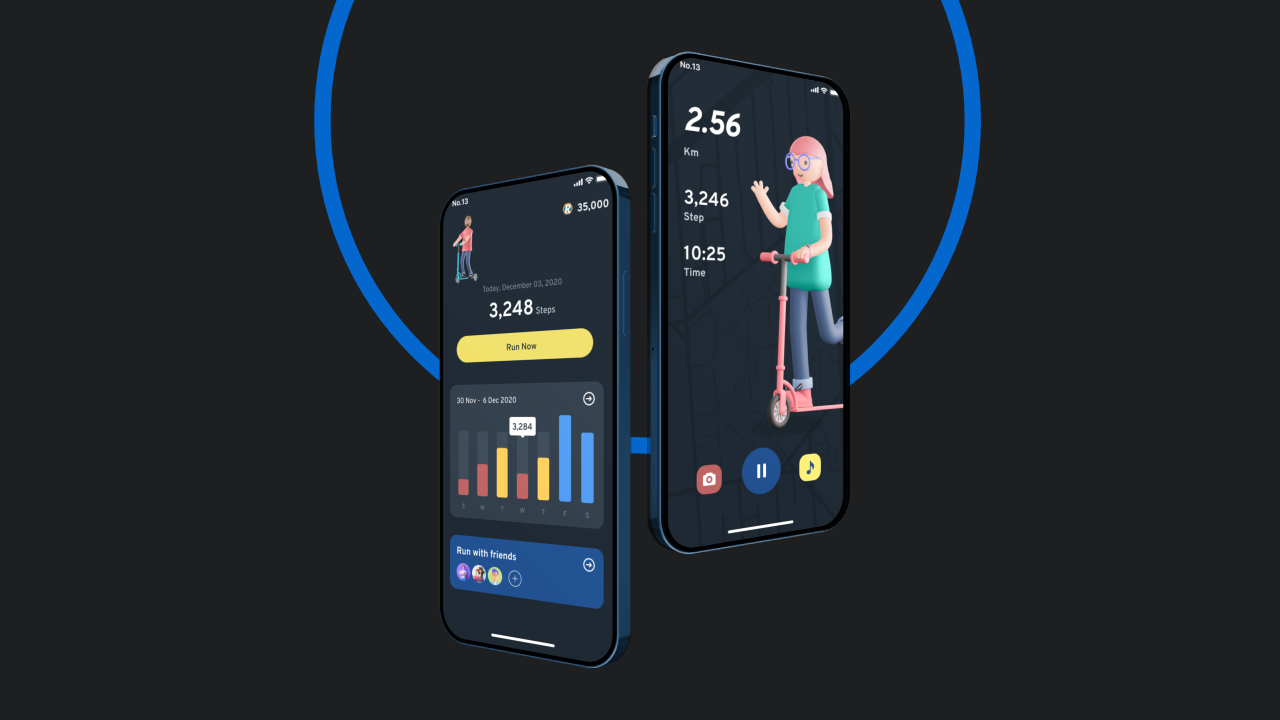 No.13
35,000
Today, December 03, 2020
3,248 Steps
Run Now
30 Nov - 6 Dec 2020
3,284
S M T W T F S
Run with friends
No.13
2.56
Km
3,246
Step
10:25
Time